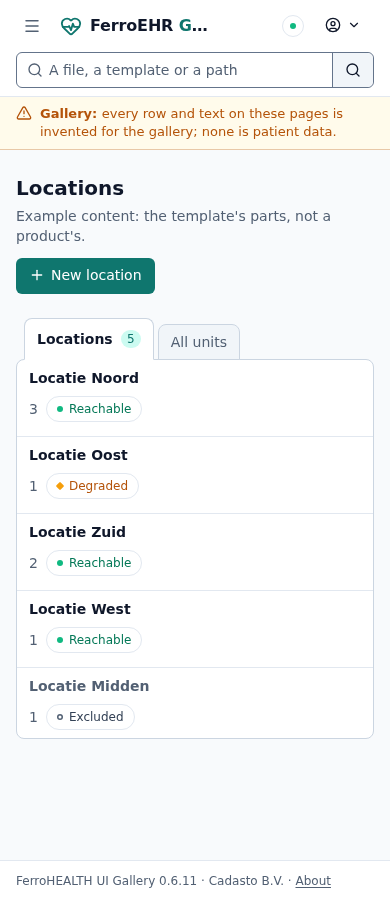 FerroEHR G…
A file, a template or a path
Gallery: every row and text on these pages is
invented for the gallery; none is patient data.
Locations
Example content: the template's parts, not a
product's.
New location
Locations 5
All units
Locatie Noord
3 Reachable
Locatie Oost
1 Degraded
Locatie Zuid
2 Reachable
Locatie West
1 Reachable
Locatie Midden
1 Excluded
FerroHEALTH UI Gallery 0.6.11 · Cadasto B.V. · About